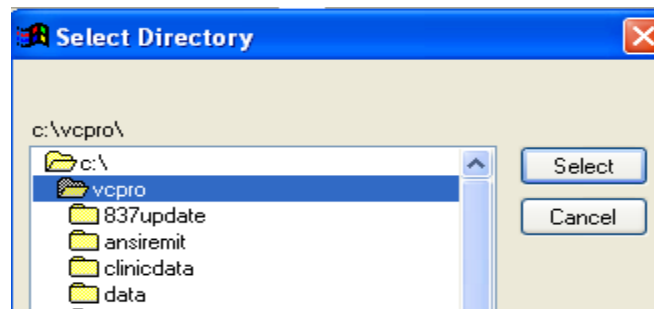 Select Directory
c:\vcpro\
c:\
Select
vcpro
837update
Cancel
ansiremit
clinicdata
data